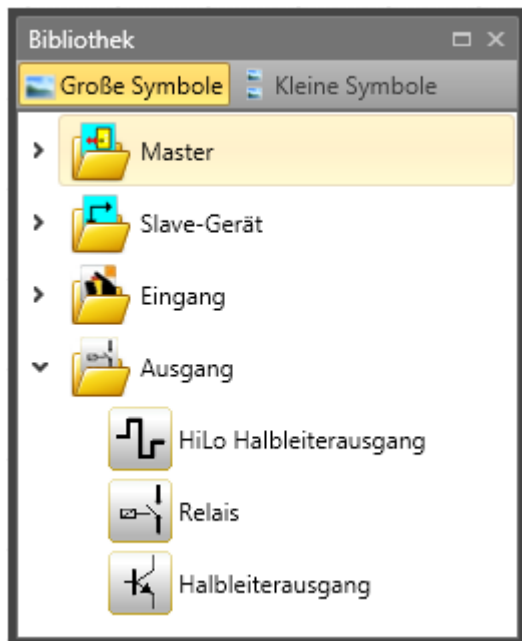 Bibliothek
Große Symbole Kleine Symbole
Master
Slave-Gerät
Eingang
Ausgang
HiLo Halbleiterausgang
Relais
Halbleiterausgang